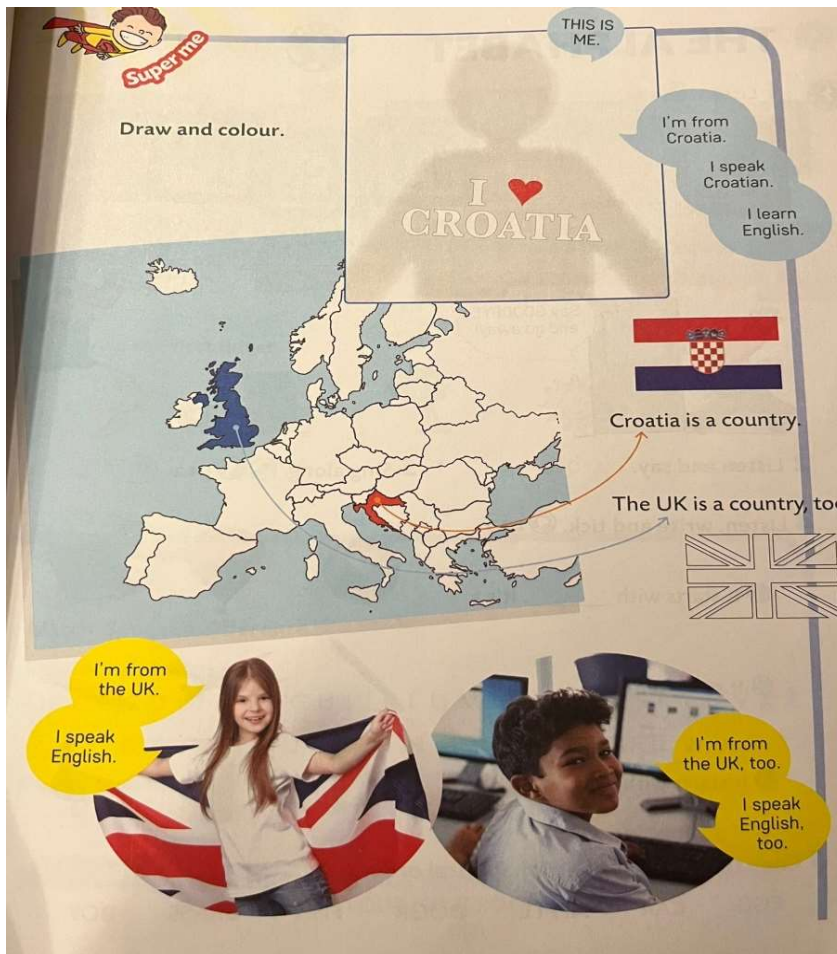 Super me
THIS IS
ME.
Draw and colour.
I'm from
Croatia.
I speak
Croatian.
I learn
English.
I ❤
CROATIA
Croatia is a country.
The UK is a country, too
I'm from
the UK.
I speak
English.
I'm from
the UK, too.
I speak
English,
too.